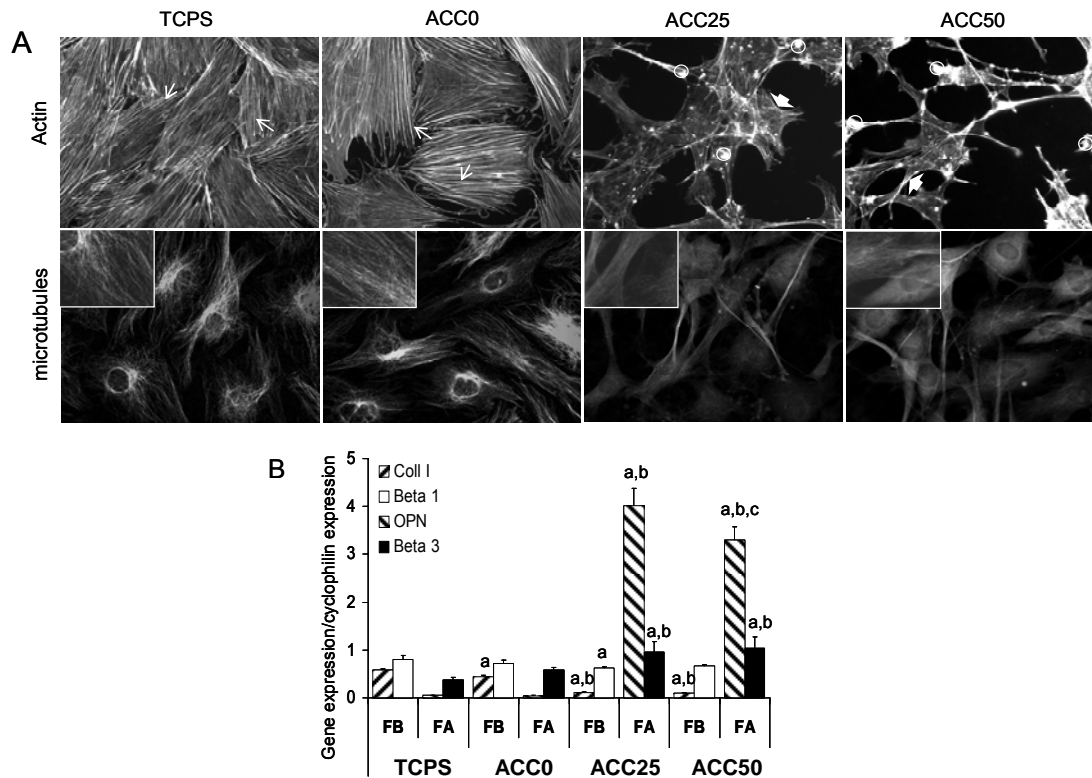 TCPS ACC0 ACC25 ACC50
A
Actin
microtubules
B
Gene expression/cyclophilin expression
5
4
3
2
1
0
Coll I
Beta 1
OPN
Beta 3
a
a,b
a
a,b
a,b
a,b
a,b,c
a,b
FB FA FB FA FB FA FB FA
TCPS ACC0 ACC25 ACC50